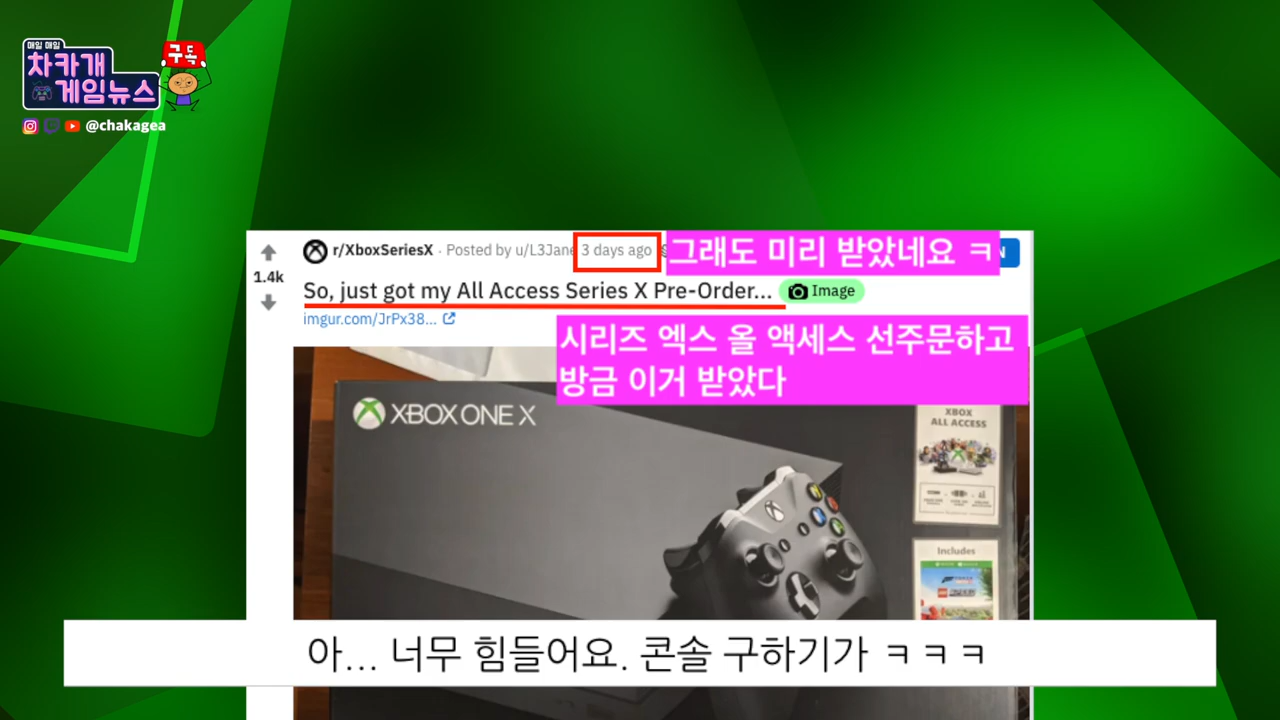 매일 매일
차카개
게임뉴스
구독
@chakagea
r/XboxSeriesX · Posted by u/L3Jane 3 days ago
그래도 미리 받았네요 ㅋ
1.4k
So, just got my All Access Series X Pre-Order... Image
imgur.com/JrPx38...
시리즈 엑스 올 액세스 선주문하고
방금 이거 받았다
XBOX ONE X
XBOX
ALL ACCESS
Includes
아... 너무 힘들어요. 콘솔 구하기가 ㅋㅋㅋ